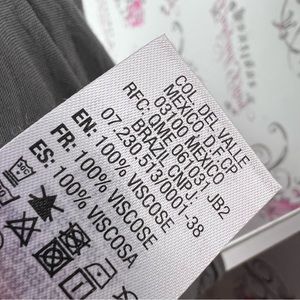 COL. DEL VALLE
MEXICO, D.F. CP
03100 MEXICO
RFC: QME 061031 JB2
BRAZIL CNPJ:
07.230.513/0001-38
EN: 100% VISCOSE
FR: 100% VISCOSE
ES: 100% VISCOSA